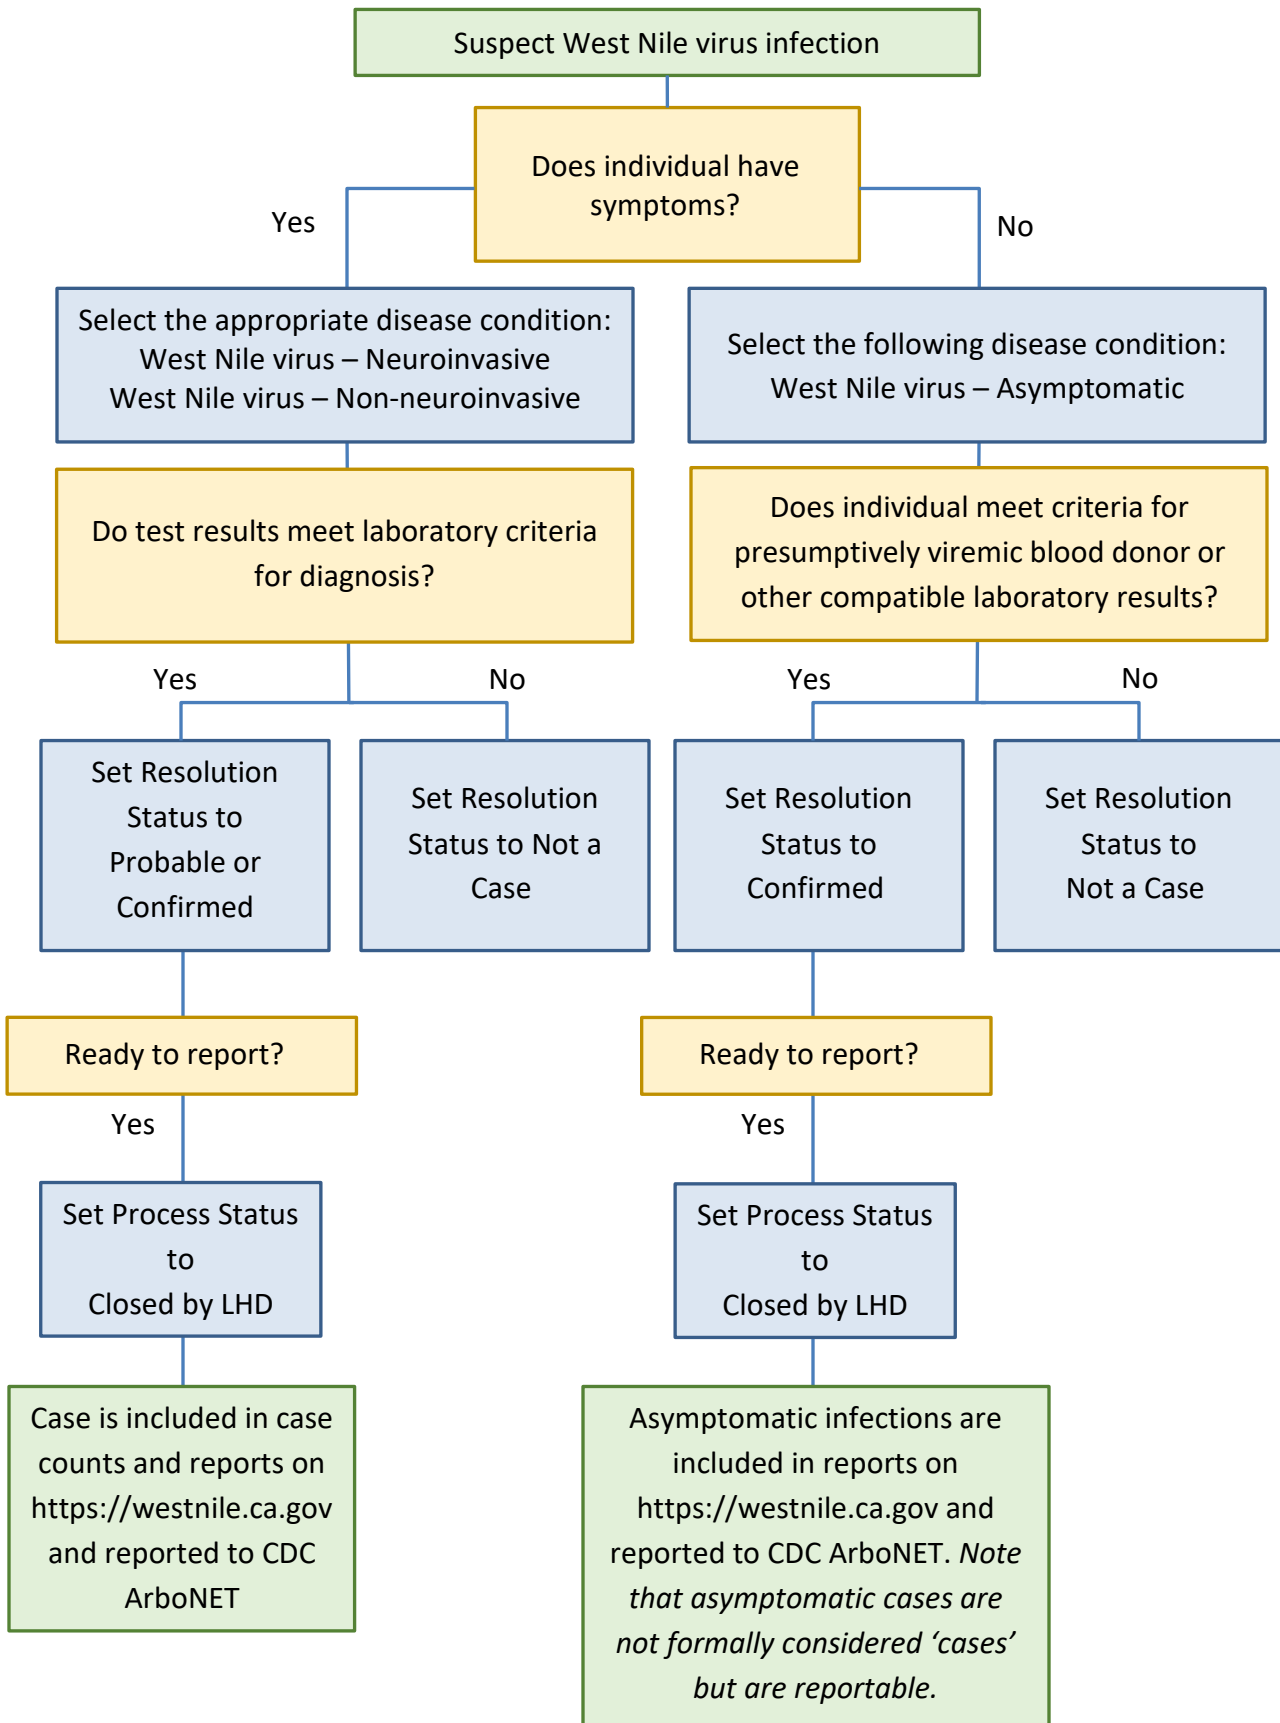 Suspect West Nile virus infection
Does individual have
symptoms?
Yes
No
Select the appropriate disease condition:
West Nile virus – Neuroinvasive
West Nile virus – Non-neuroinvasive
Select the following disease condition:
West Nile virus – Asymptomatic
Do test results meet laboratory criteria
for diagnosis?
Does individual meet criteria for
presumptively viremic blood donor or
other compatible laboratory results?
Yes
No
Yes
No
Set Resolution
Status to
Probable or
Confirmed
Set Resolution
Status to Not a
Case
Set Resolution
Status to
Confirmed
Set Resolution
Status to
Not a Case
Ready to report?
Ready to report?
Yes
Yes
Set Process Status
to
Closed by LHD
Set Process Status
to
Closed by LHD
Case is included in case
counts and reports on
https://westnile.ca.gov
and reported to CDC
ArboNET
Asymptomatic infections are
included in reports on
https://westnile.ca.gov and
reported to CDC ArboNET. Note
that asymptomatic cases are
not formally considered ‘cases’
but are reportable.